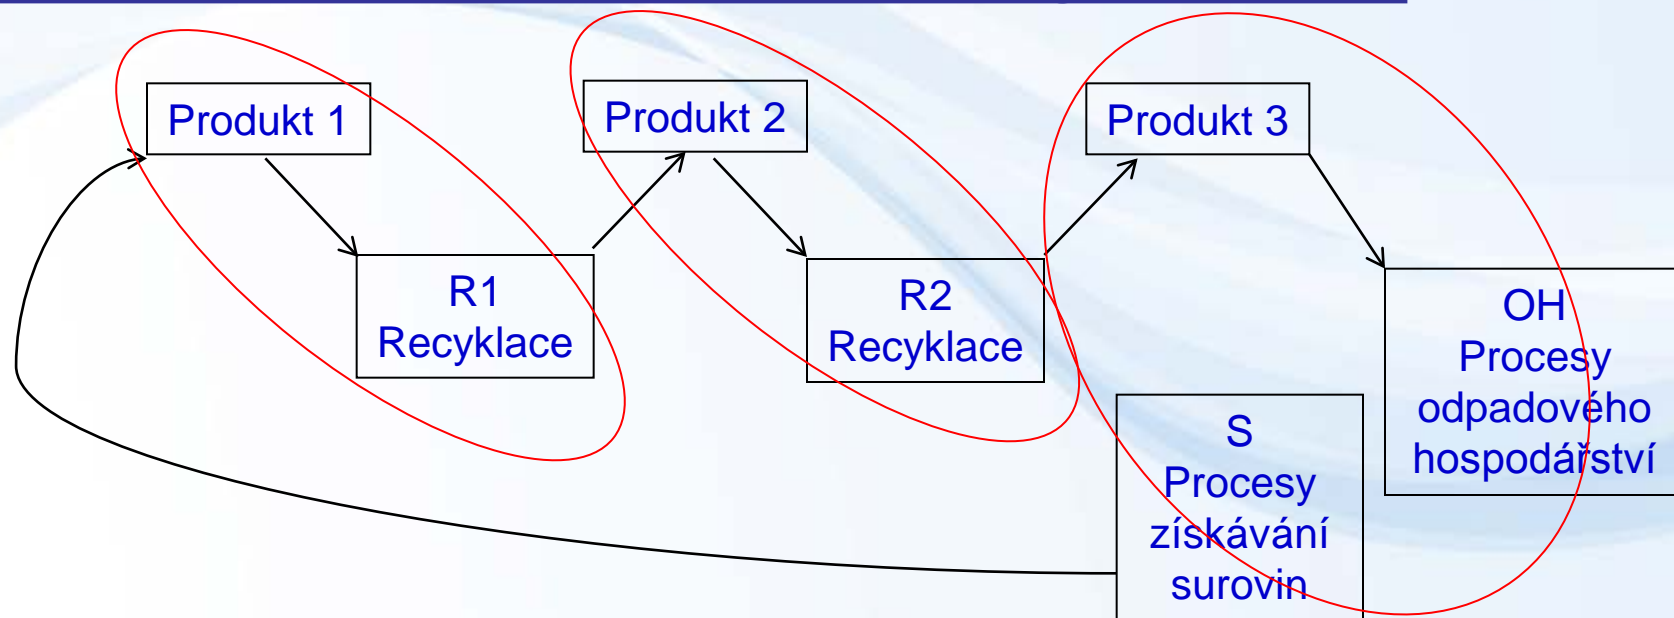 Produkt 1
Produkt 2
Produkt 3
R1
Recyklace
R2
Recyklace
OH
Procesy
odpadového
hospodářství
S
Procesy
získávání
surovin